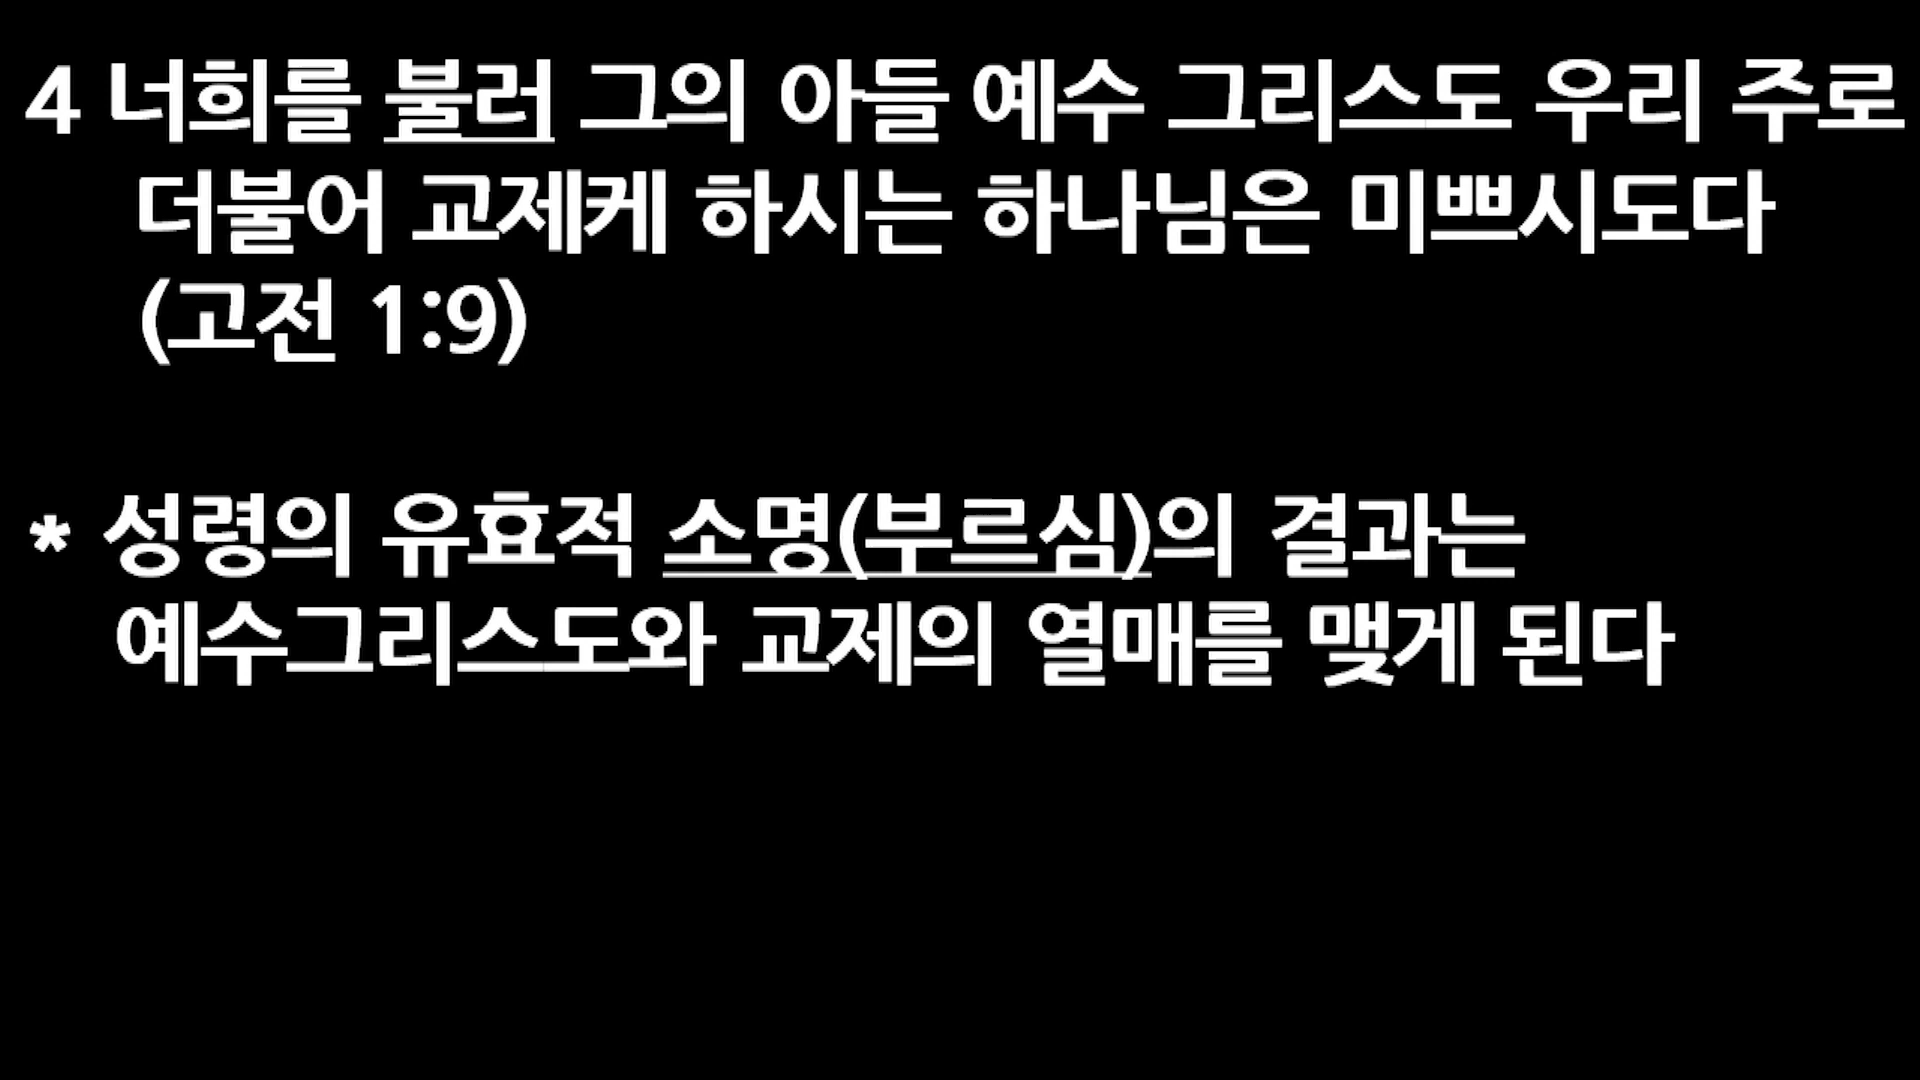 4 너희를 불러 그의 아들 예수 그리스도 우리 주로
더불어 교제케 하시는 하나님은 미쁘시도다
(고전 1:9)
* 성령의 유효적 소명(부르심)의 결과는
예수그리스도와 교제의 열매를 맺게 된다